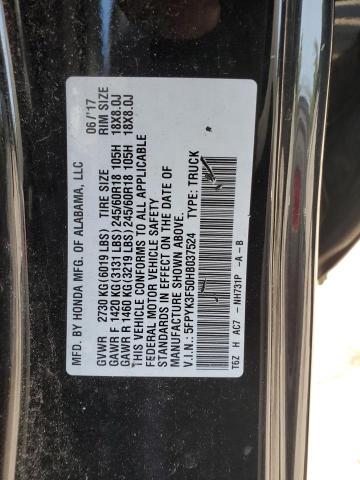 MFD. BY HONDA MFG. OF ALABAMA, LLC 06/'17
GVWR 2730 KG(6019 LBS) TIRE SIZE RIM SIZE
GAWR F 1420 KG(3131 LBS) 245/60R18 105H 18X8.0J
GAWR R 1460 KG(3219 LBS) 245/60R18 105H 18X8.0J
THIS VEHICLE CONFORMS TO ALL APPLICABLE
FEDERAL MOTOR VEHICLE SAFETY
STANDARDS IN EFFECT ON THE DATE OF
MANUFACTURE SHOWN ABOVE.
V.I.N.: 5FPYK3F50HB037524 TYPE: TRUCK
T6Z H AC7 - NH731P -A - B